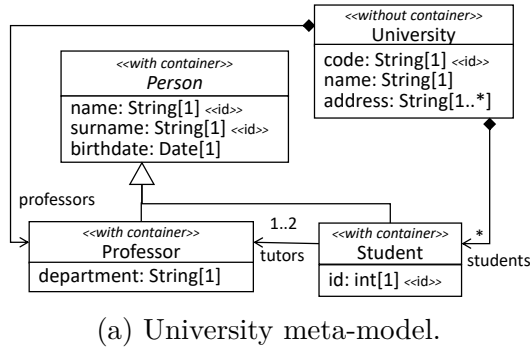 <<without container>>
University
code: String[1] <<id>>
name: String[1]
address: String[1..*]
<<with container>>
Person
name: String[1] <<id>>
surname: String[1] <<id>>
birthdate: Date[1]
professors
<<with container>>
Professor
department: String[1]
1..2
tutors
<<with container>>
Student
id: int[1] <<id>>
*
students
(a) University meta-model.